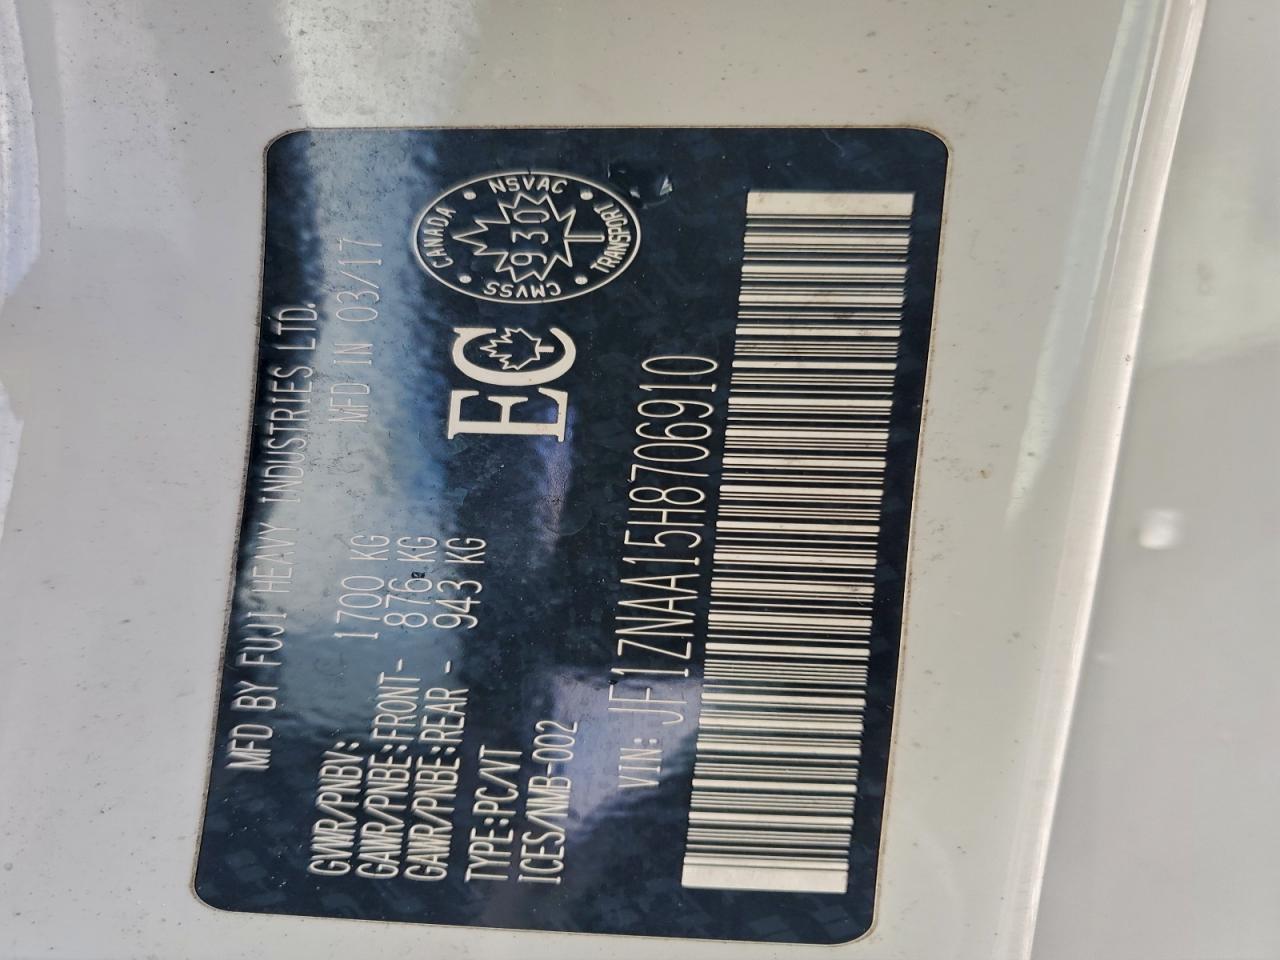 MFD BY FUJI HEAVY INDUSTRIES LTD.
GVWR/PNBV: 1700 KG MFD IN 03/17
GAWR/PNBE:FRONT- 876 KG
GAWR/PNBE:REAR - 943 KG
TYPE:PC/VT
ICES/NMB-002
EC
CANADA • NSVAC • TRANSPORT • CMVSS •
930
VIN: JF1ZNAA15H8706910